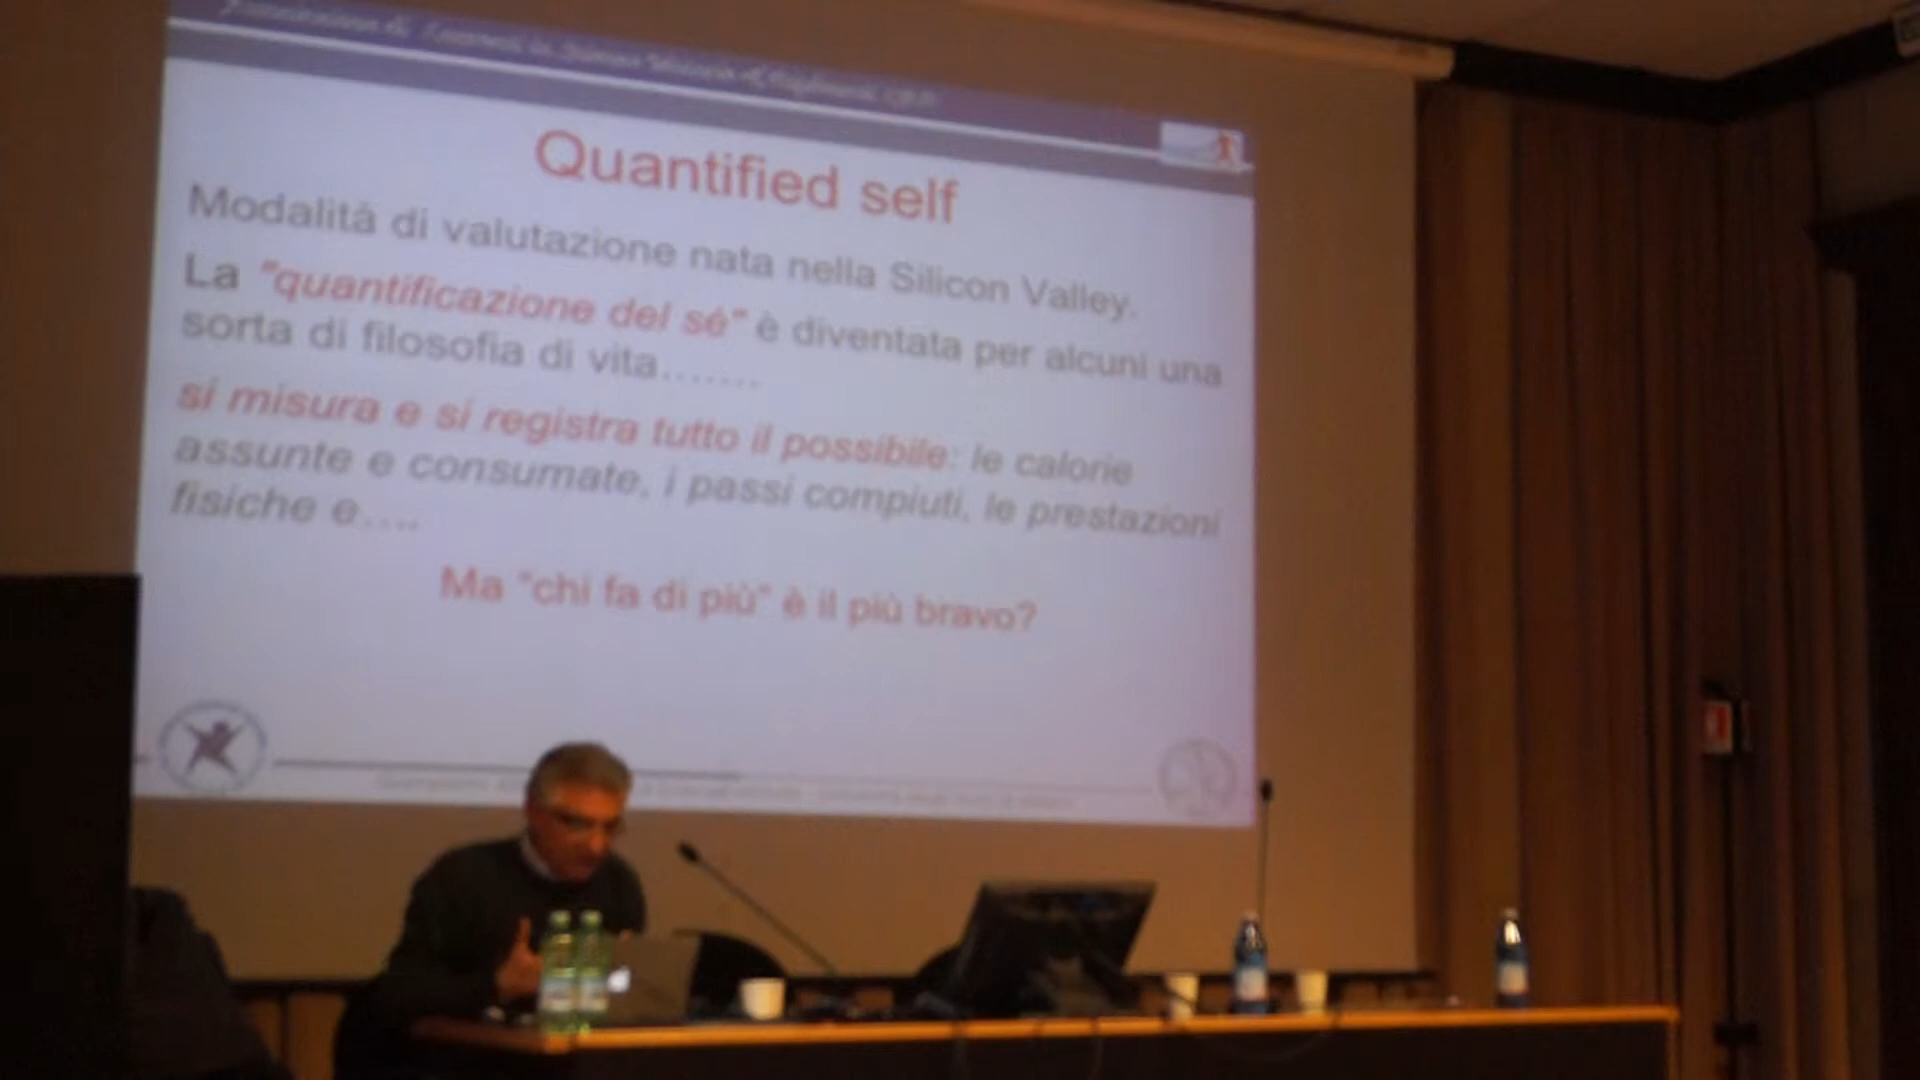 Quantified self
Modalità di valutazione nata nella Silicon Valley.
La "quantificazione del sé" è diventata per alcuni una
sorta di filosofia di vita.......
si misura e si registra tutto il possibile: le calorie
assunte e consumate, i passi compiuti, le prestazioni
fisiche e....
Ma "chi fa di più" è il più bravo?